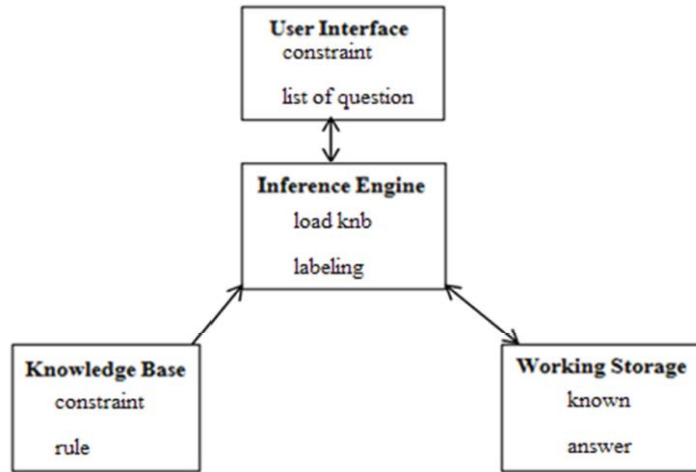 User Interface
constraint
list of question
Inference Engine
load knb
labeling
Knowledge Base
constraint
rule
Working Storage
known
answer